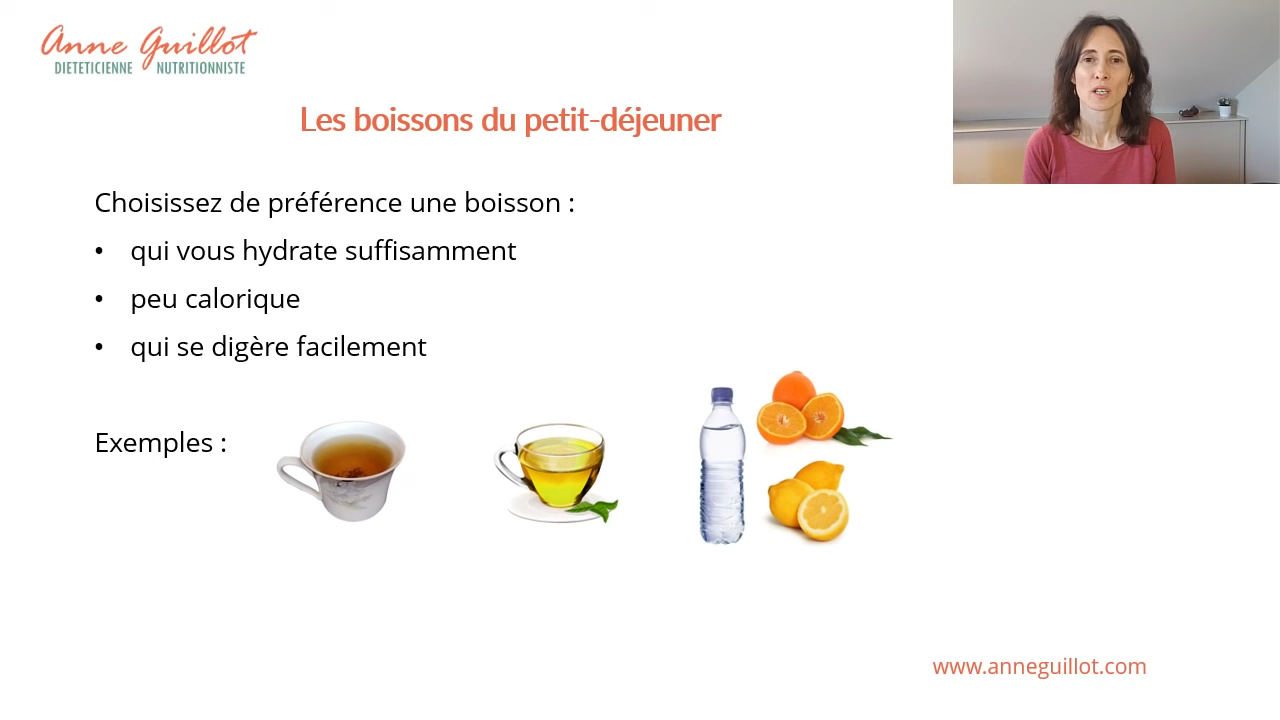 Anne Guillot
DIETETICIENNE NUTRITIONNISTE
Les boissons du petit-déjeuner
Choisissez de préférence une boisson :
• qui vous hydrate suffisamment
• peu calorique
• qui se digère facilement
Exemples :
www.anneguillot.com